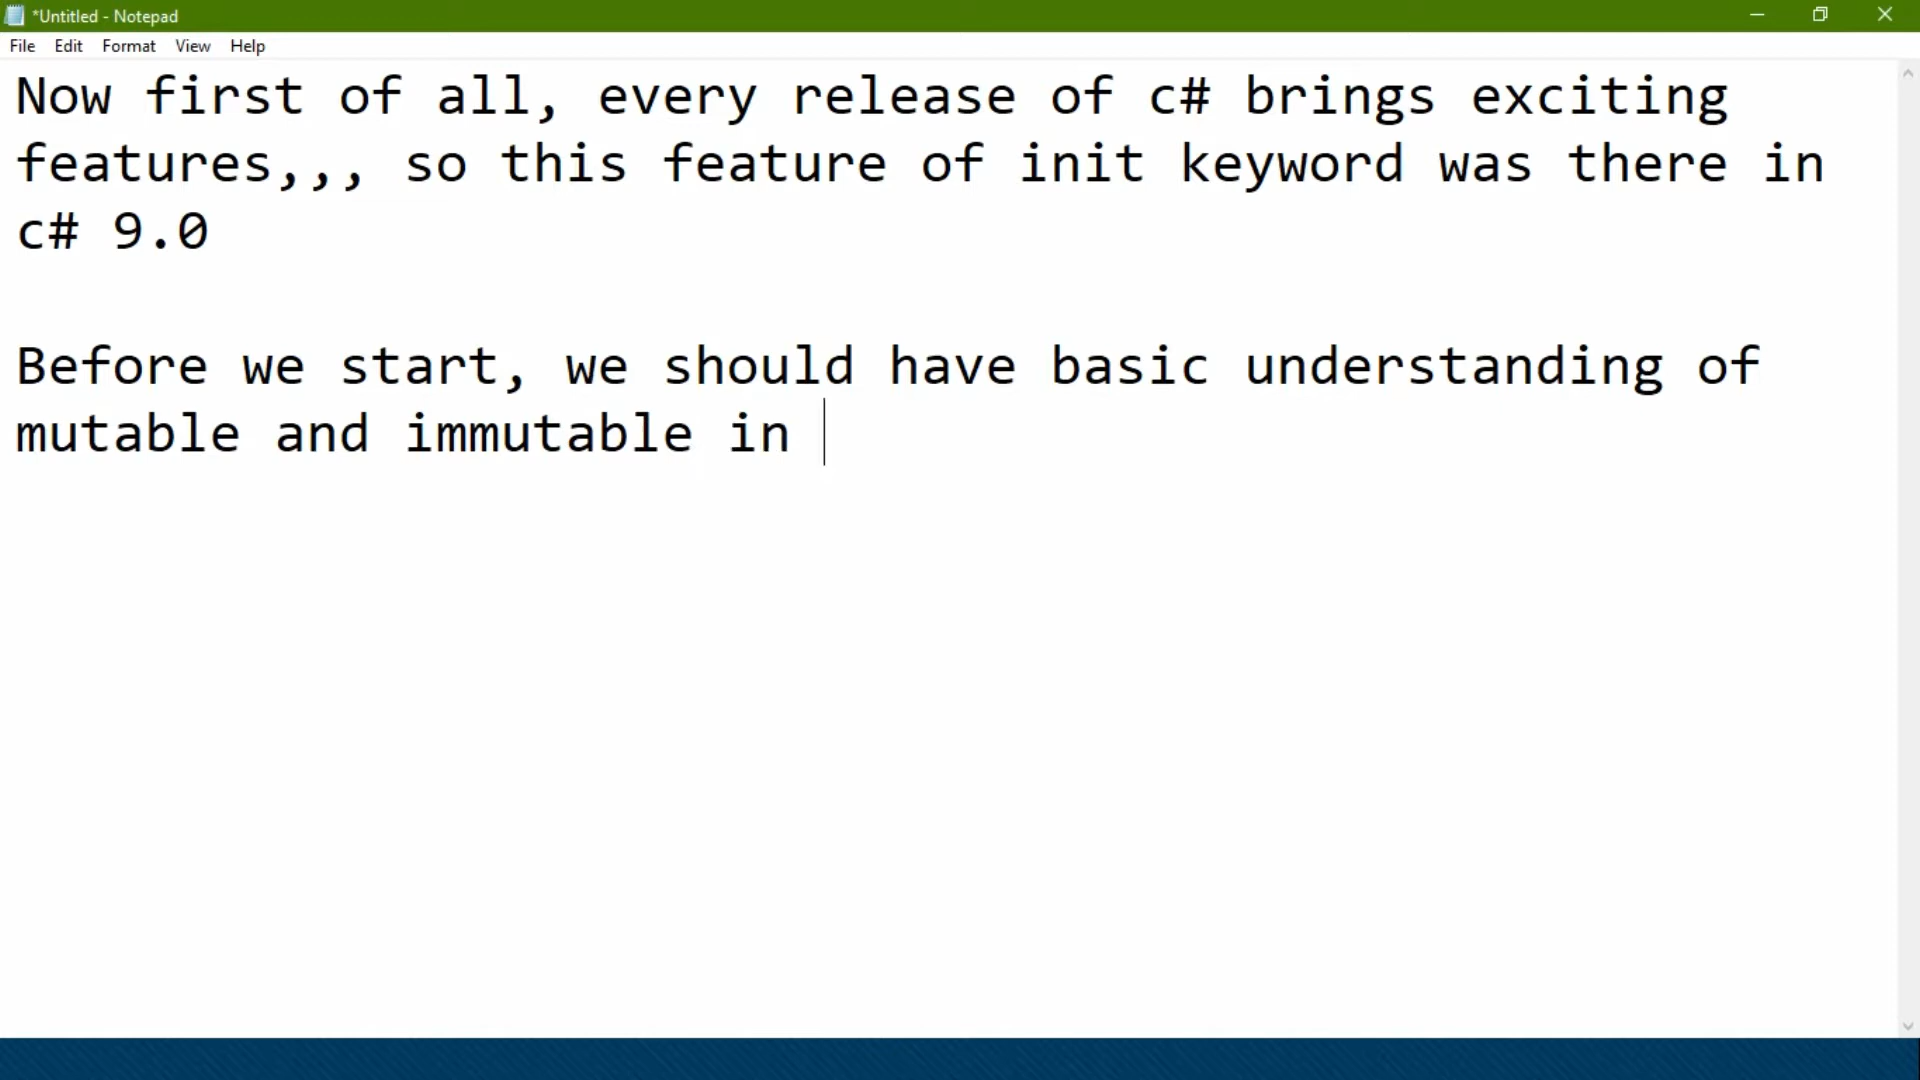 *Untitled - Notepad
File Edit Format View Help
Now first of all, every release of c# brings exciting
features,,, so this feature of init keyword was there in
c# 9.0
Before we start, we should have basic understanding of
mutable and immutable in